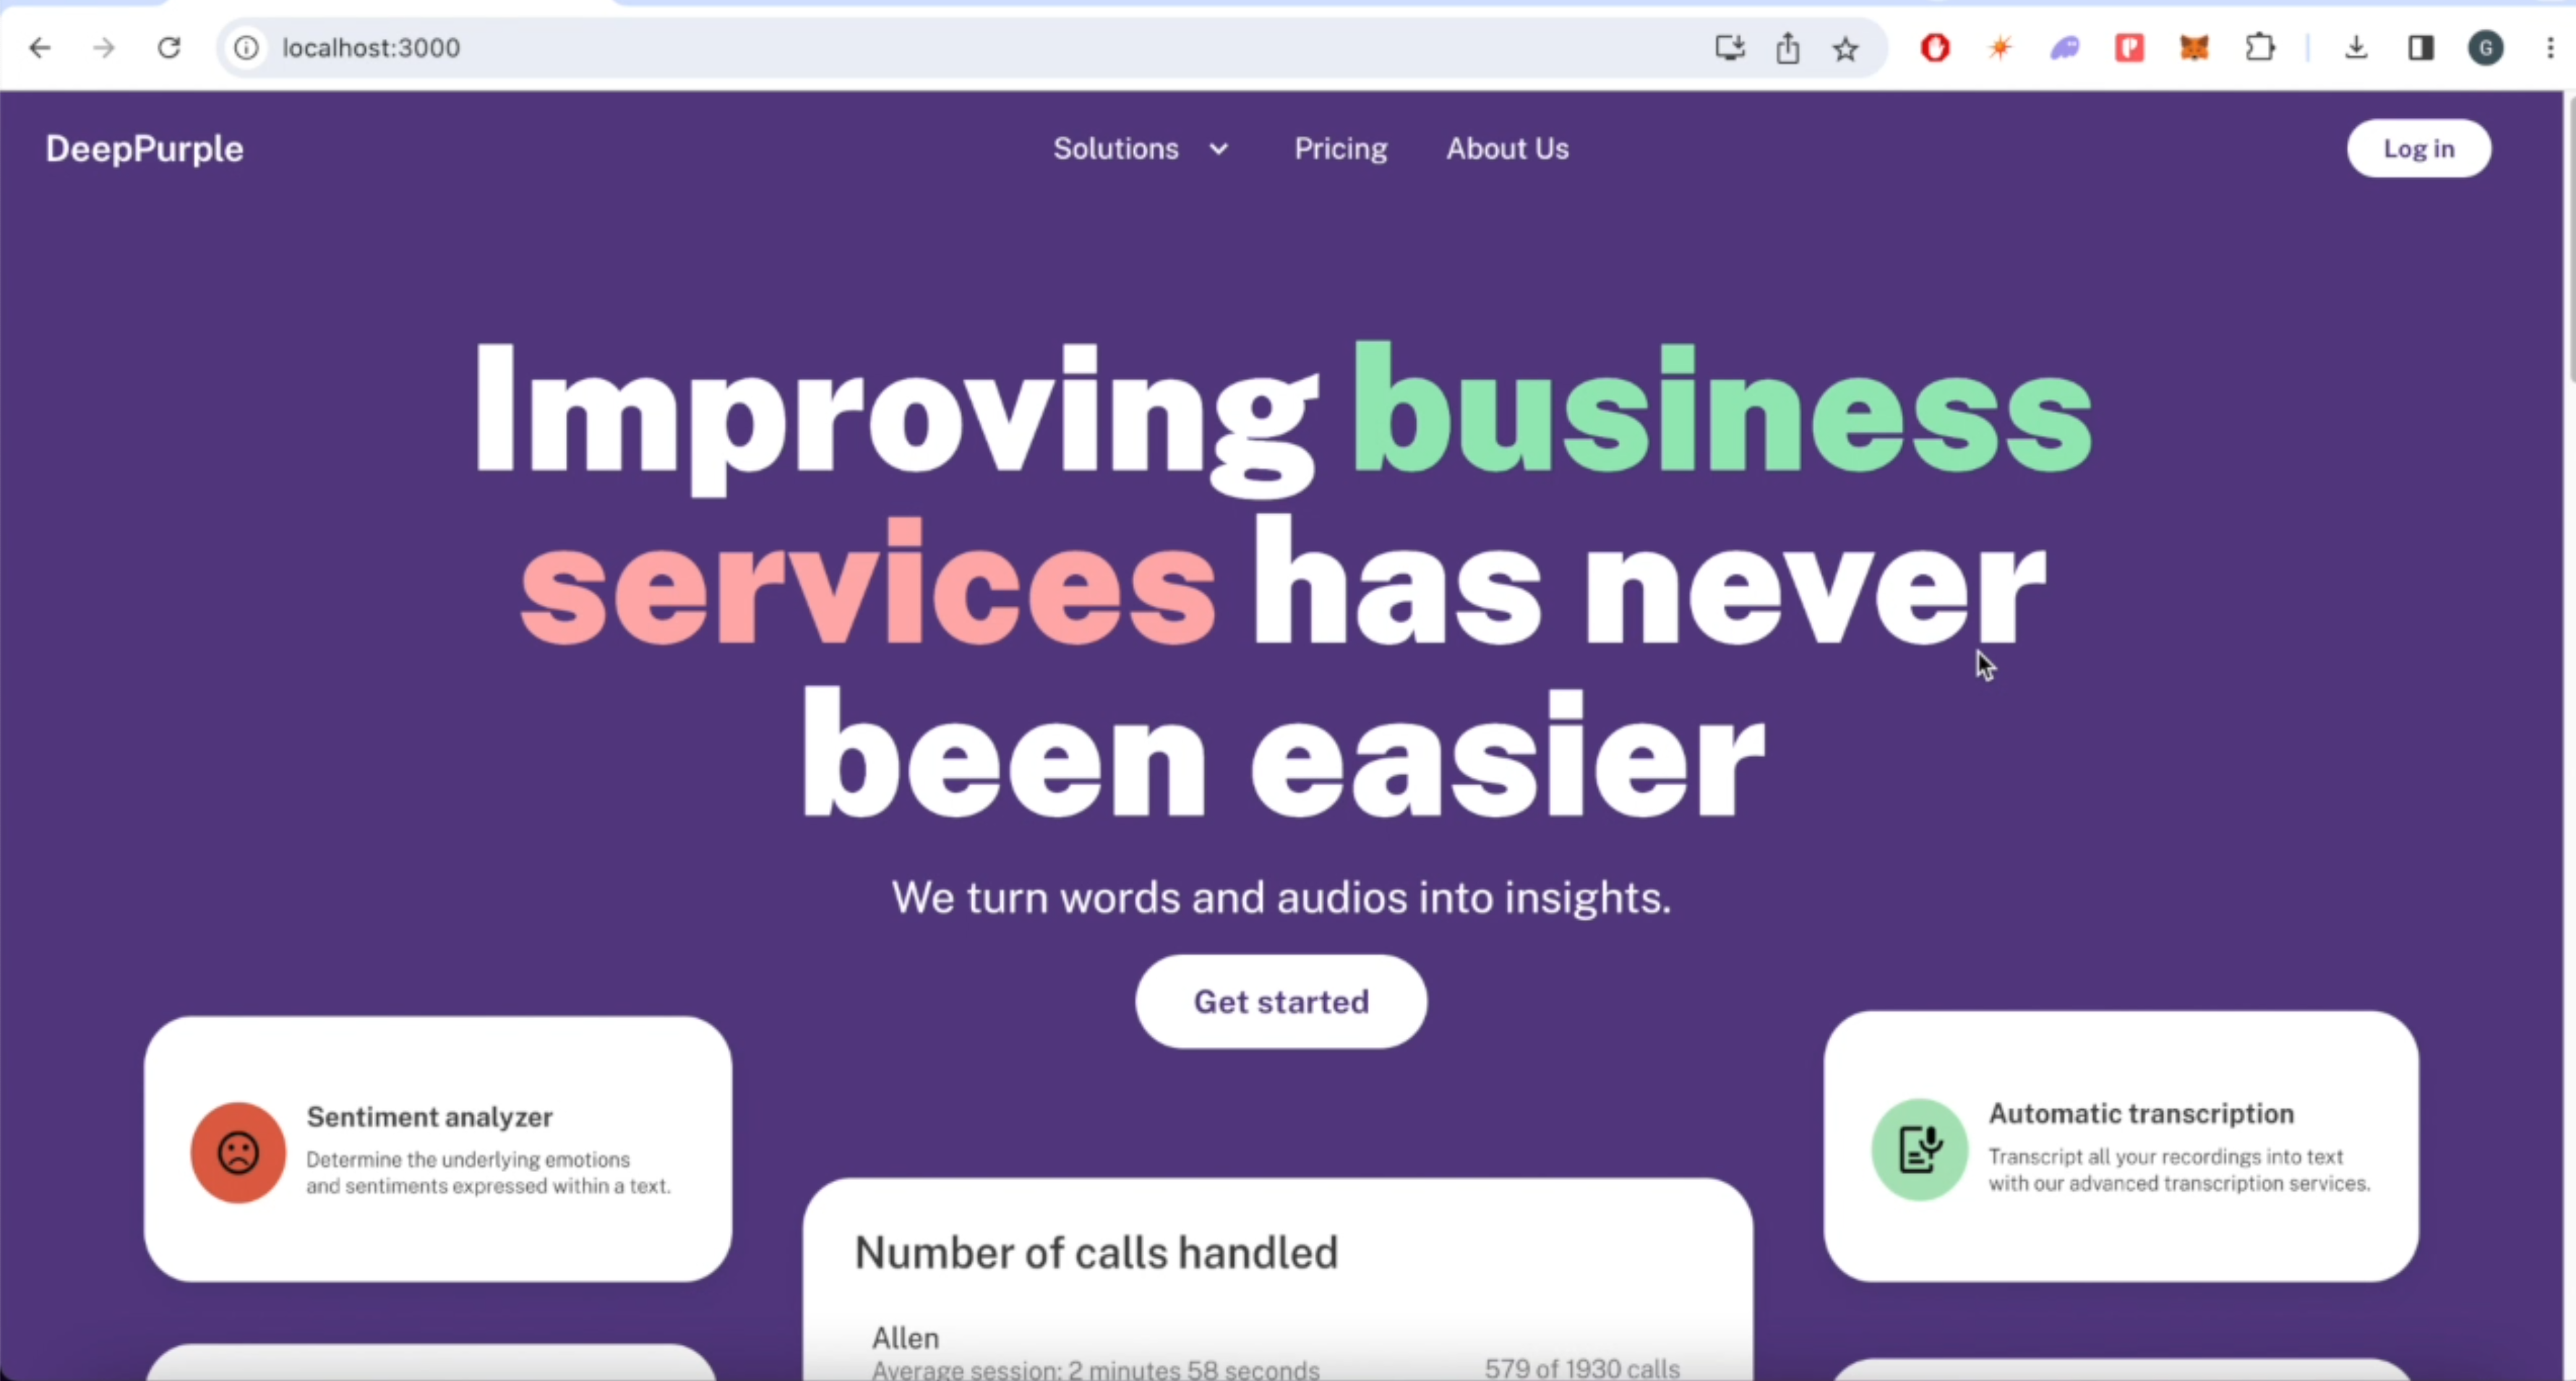 localhost:3000
G
DeepPurple
Solutions
Pricing
About Us
Log in
Improving business
services has never
been easier
We turn words and audios into insights.
Get started
Sentiment analyzer
Determine the underlying emotions
and sentiments expressed within a text.
Automatic transcription
Transcript all your recordings into text
with our advanced transcription services.
Number of calls handled
Allen
Average session: 2 minutes 58 seconds
579 of 1930 calls